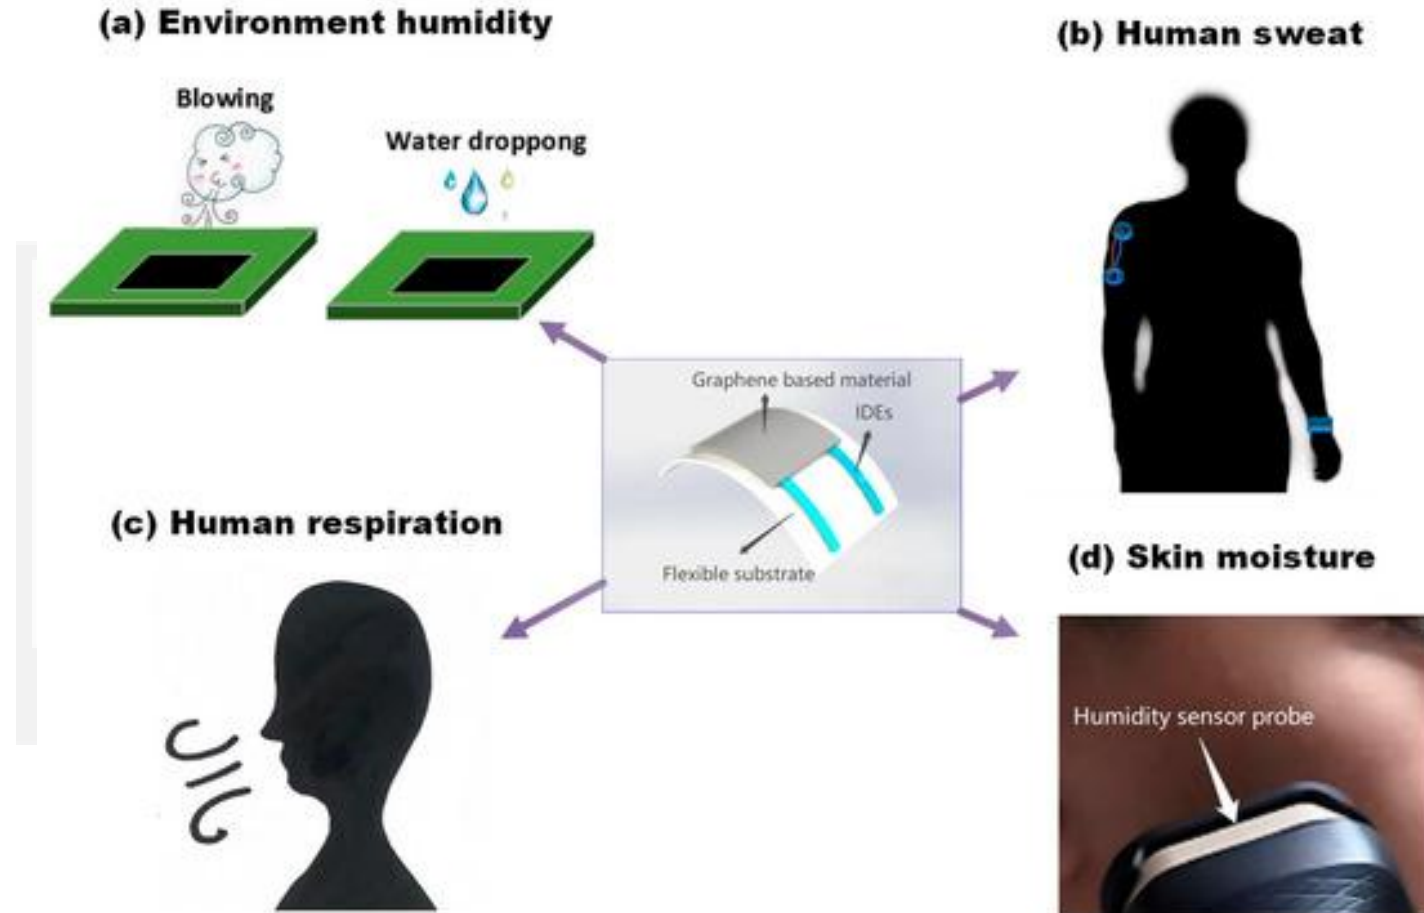 (a) Environment humidity
Blowing
Water droppong
(b) Human sweat
Graphene based material
IDEs
Flexible substrate
(c) Human respiration
(d) Skin moisture
Humidity sensor probe